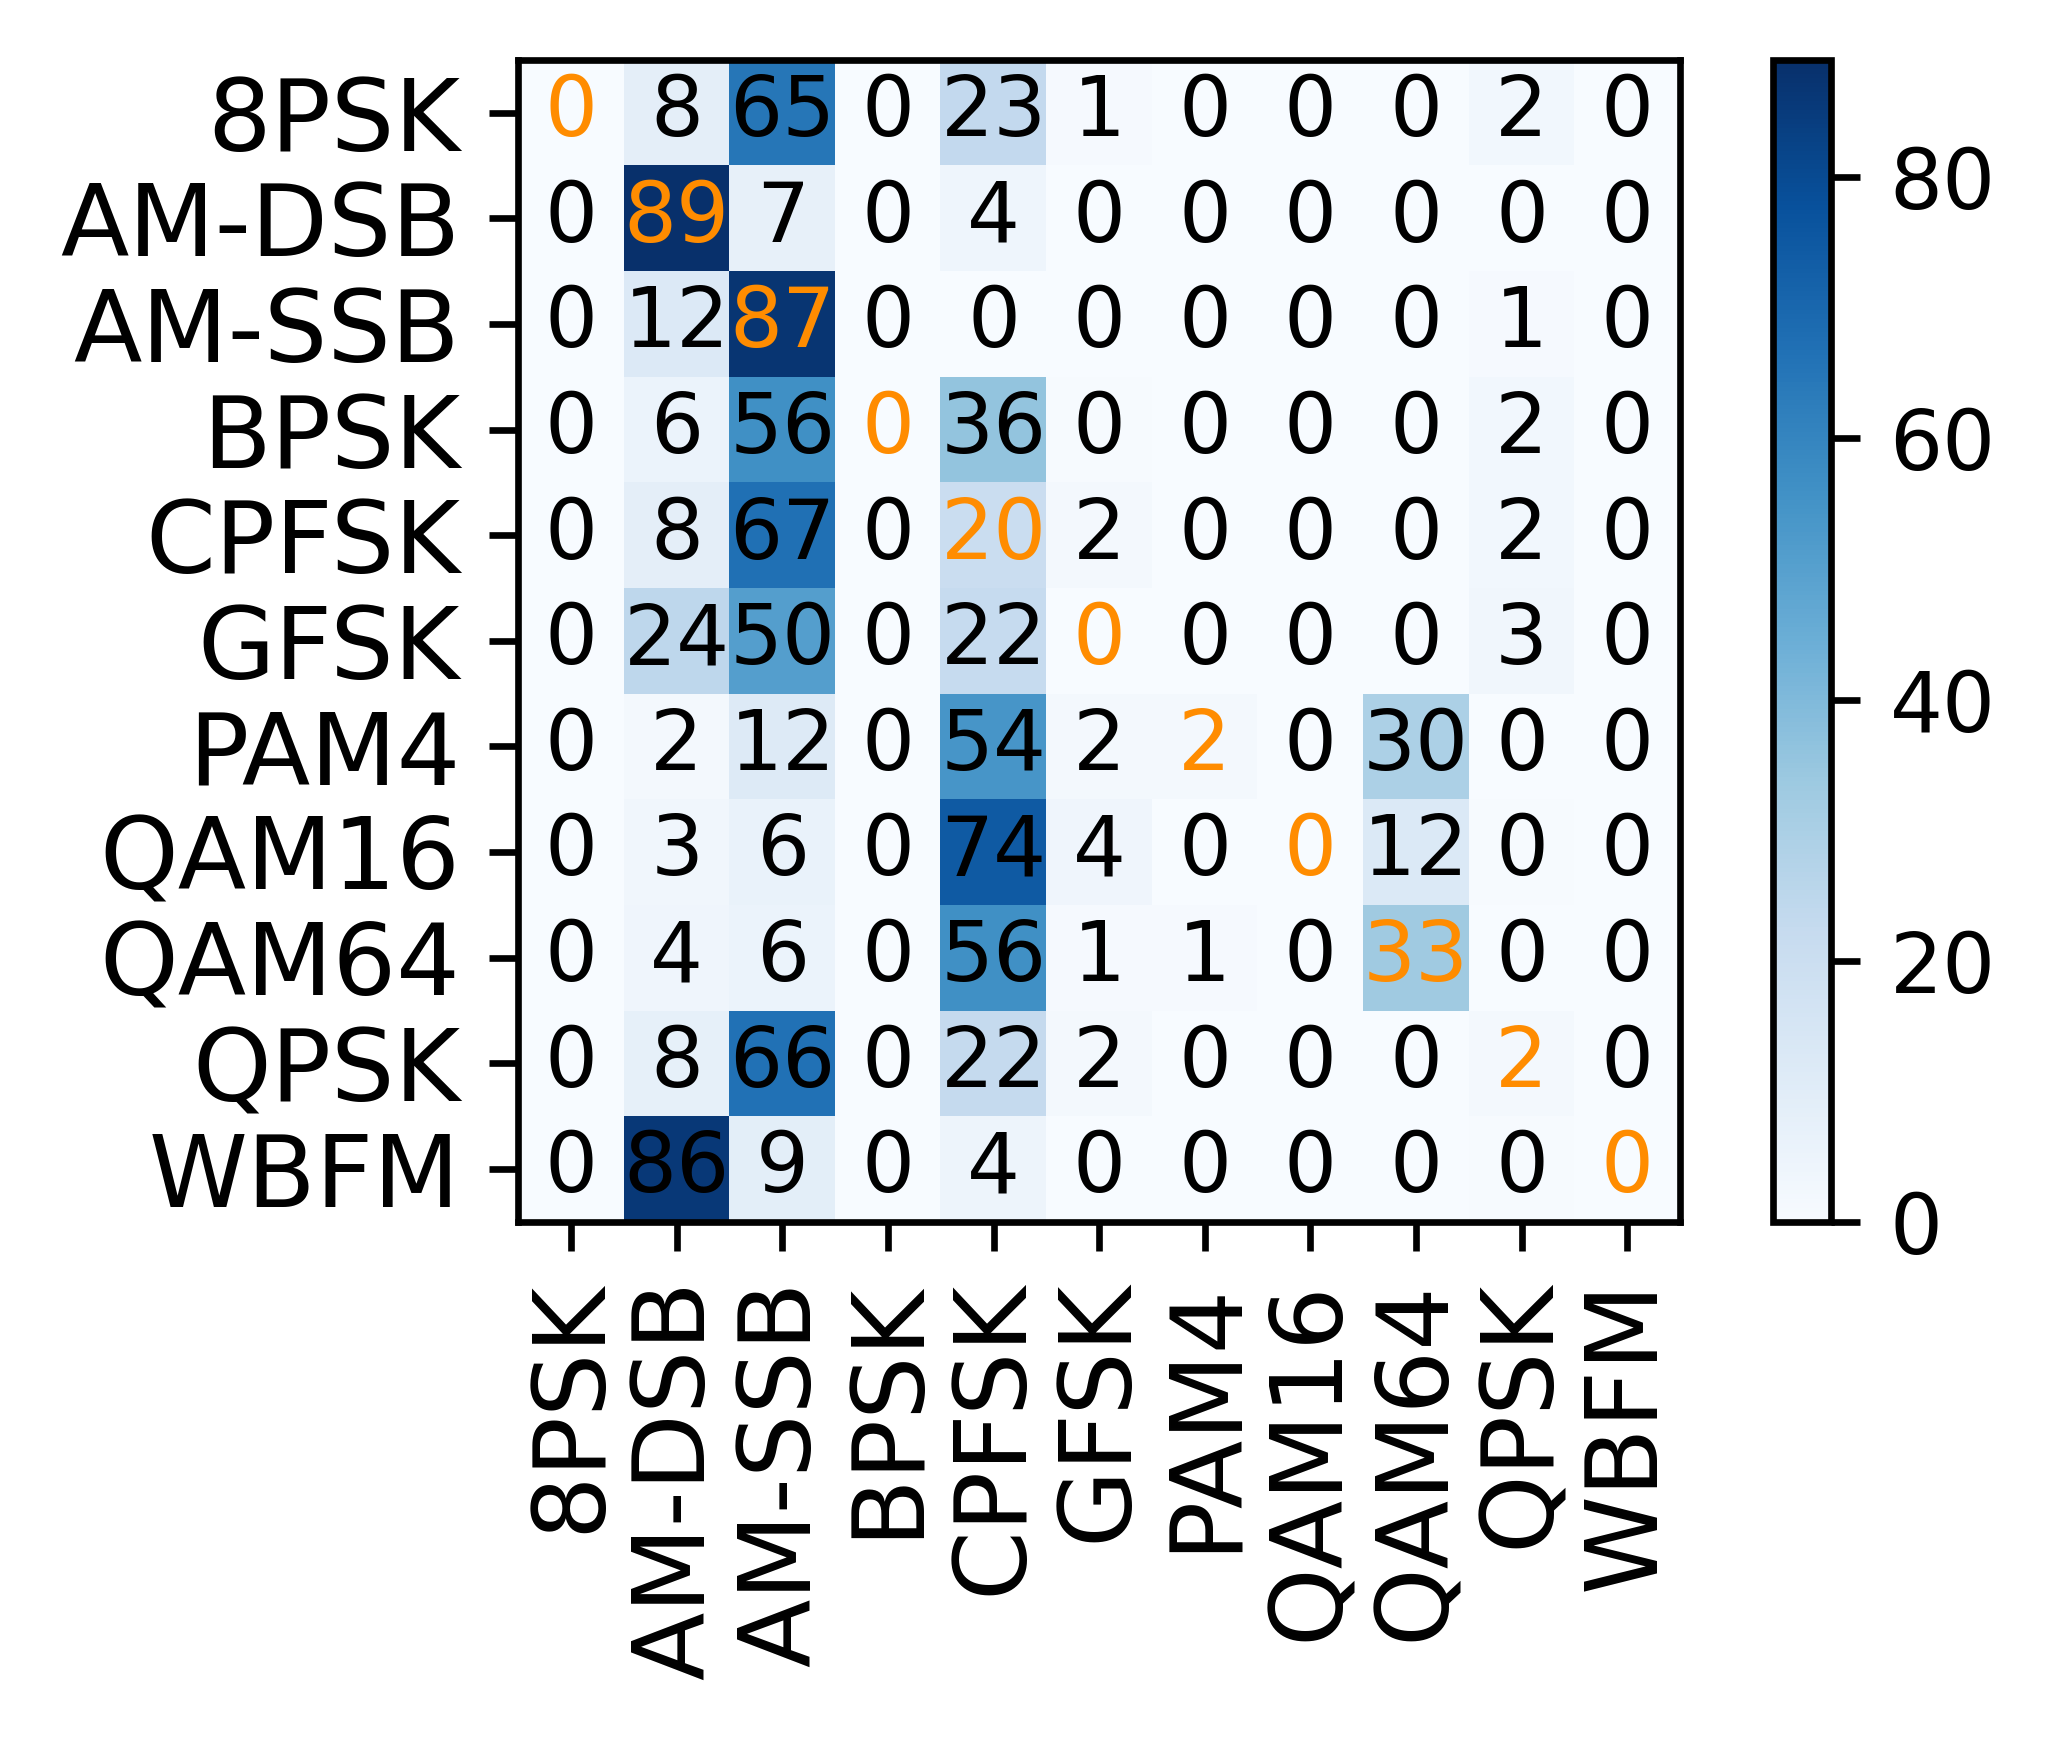 8PSK 0 8 65 0 23 1 0 0 0 2 0
AM-DSB 0 89 7 0 4 0 0 0 0 0 0
AM-SSB 0 12 87 0 0 0 0 0 0 1 0
BPSK 0 6 56 0 36 0 0 0 0 2 0
CPFSK 0 8 67 0 20 2 0 0 0 2 0
GFSK 0 24 50 0 22 0 0 0 0 3 0
PAM4 0 2 12 0 54 2 2 0 30 0 0
QAM16 0 3 6 0 74 4 0 0 12 0 0
QAM64 0 4 6 0 56 1 1 0 33 0 0
QPSK 0 8 66 0 22 2 0 0 0 2 0
WBFM 0 86 9 0 4 0 0 0 0 0 0
8PSK
AM-DSB
AM-SSB
BPSK
CPFSK
GFSK
PAM4
QAM16
QAM64
QPSK
WBFM
80
60
40
20
0